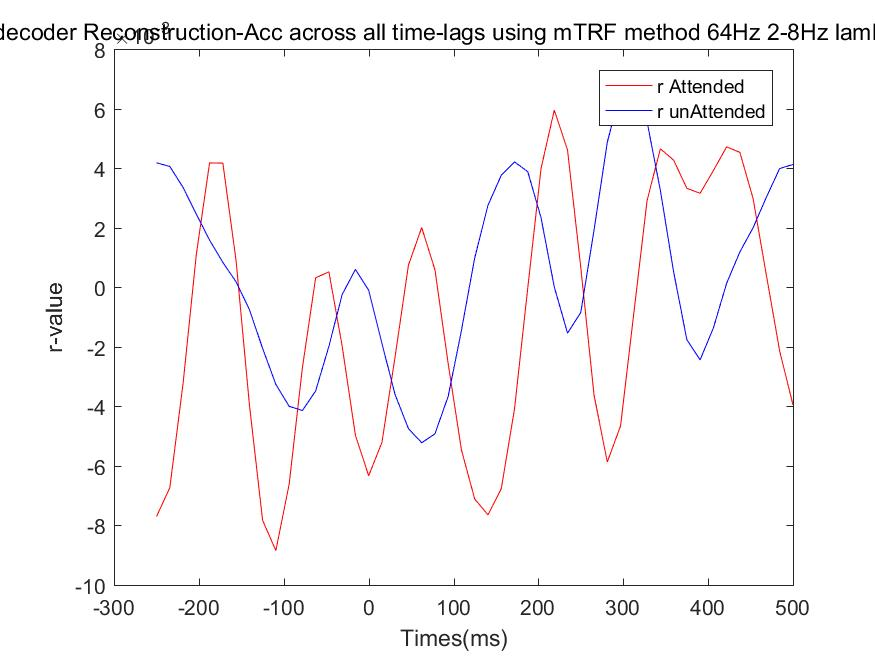 decoder Reconstruction-Acc across all time-lags using mTRF method 64Hz 2-8Hz lam
8
6
4
2
0
-2
-4
-6
-8
-10
r-value
r Attended
r unAttended
-300 -200 -100 0 100 200 300 400 500
Times(ms)